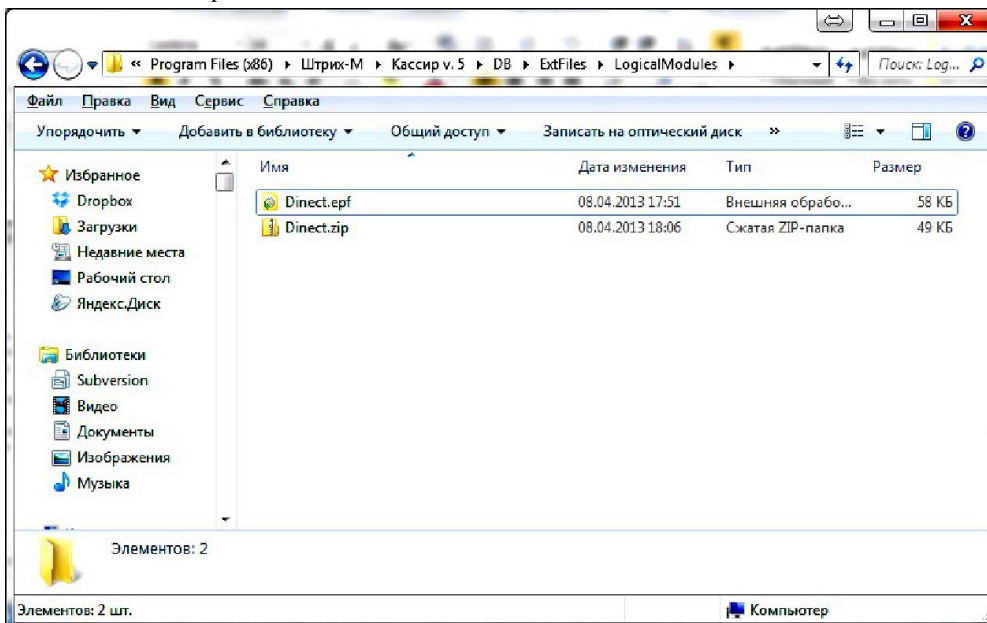 « Program Files (x86) Штрих-М Кассир v. 5 DB ExtFiles LogicalModules Поиск: Log...
Файл Правка Вид Сервис Справка
Упорядочить Добавить в библиотеку Общий доступ Записать на оптический диск »
Имя Дата изменения Тип Размер
Избранное
Dropbox
Загрузки
Недавние места
Рабочий стол
Яндекс.Диск
Библиотеки
Subversion
Видео
Документы
Изображения
Музыка
Dinect.epf 08.04.2013 17:51 Внешняя обрабо... 58 КБ
Dinect.zip 08.04.2013 18:06 Сжатая ZIP-папка 49 КБ
Элементов: 2
Элементов: 2 шт. Компьютер